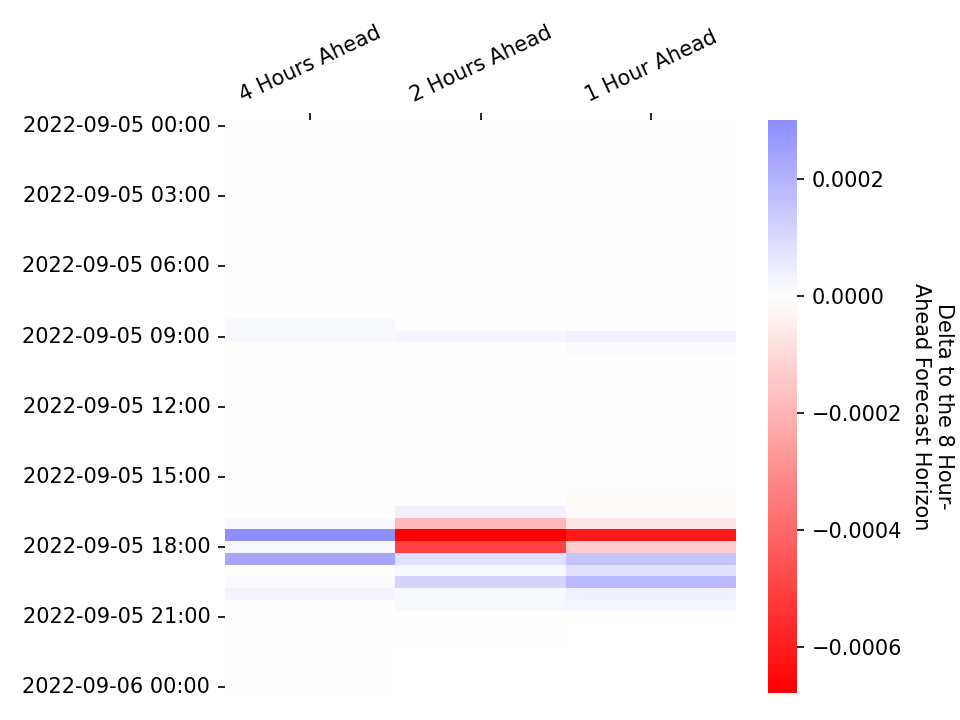 4 Hours Ahead
2 Hours Ahead
1 Hour Ahead
2022-09-05 00:00
2022-09-05 03:00
2022-09-05 06:00
2022-09-05 09:00
2022-09-05 12:00
2022-09-05 15:00
2022-09-05 18:00
2022-09-05 21:00
2022-09-06 00:00
0.0002
0.0000
−0.0002
−0.0004
−0.0006
Delta to the 8 Hour-
Ahead Forecast Horizon